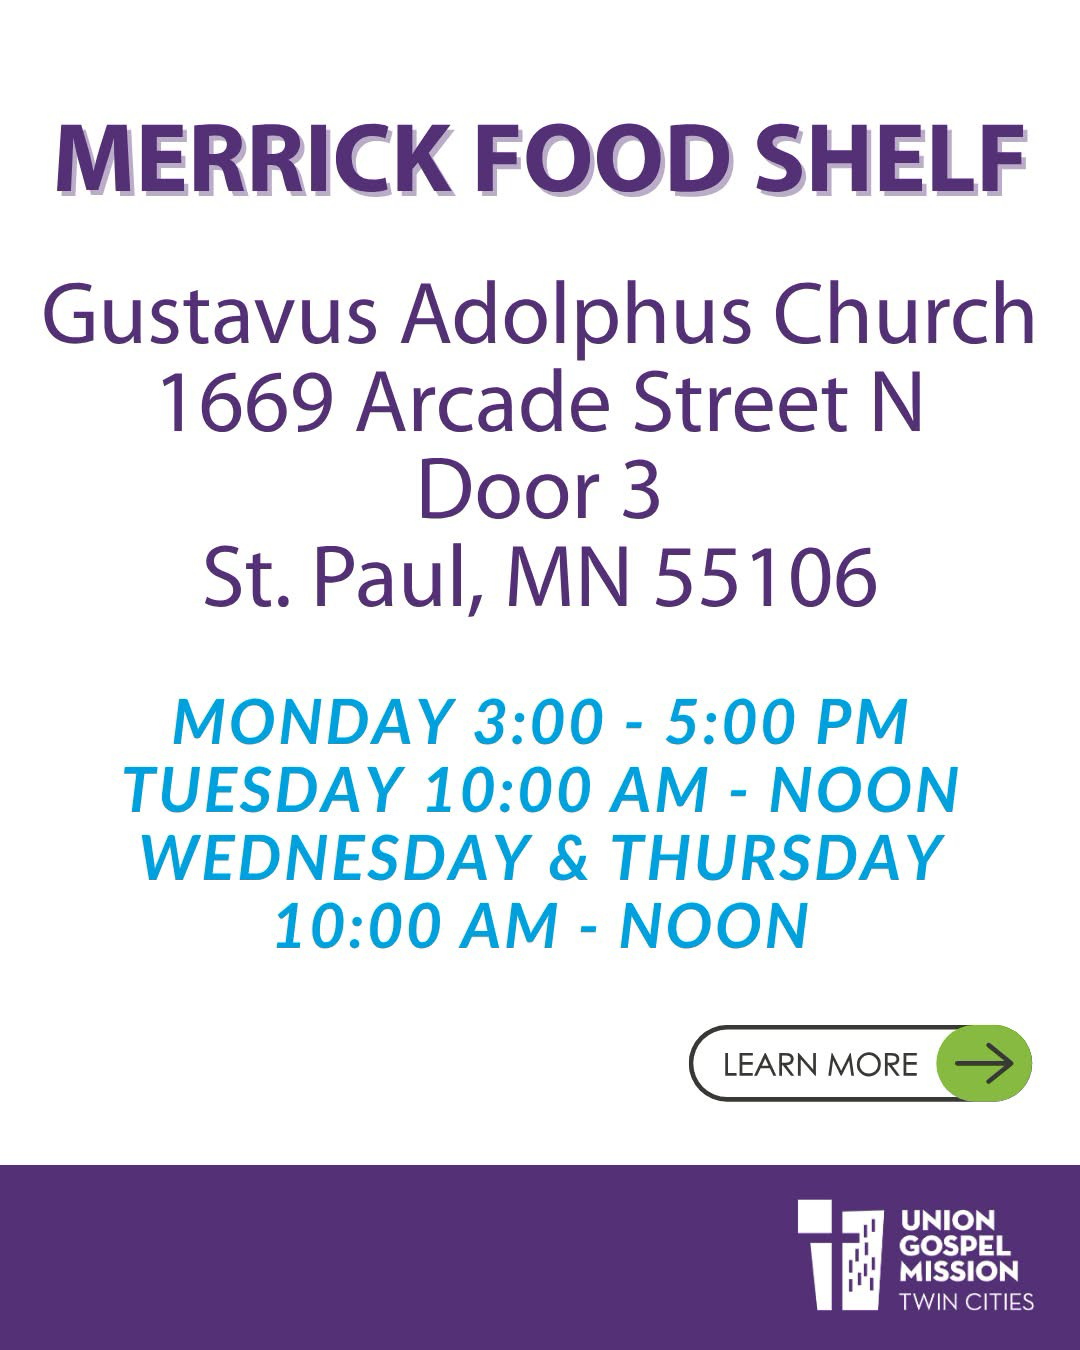 MERRICK FOOD SHELF
Gustavus Adolphus Church
1669 Arcade Street N
Door 3
St. Paul, MN 55106
MONDAY 3:00 - 5:00 PM
TUESDAY 10:00 AM - NOON
WEDNESDAY & THURSDAY
10:00 AM - NOON
LEARN MORE
UNION
GOSPEL
MISSION
TWIN CITIES